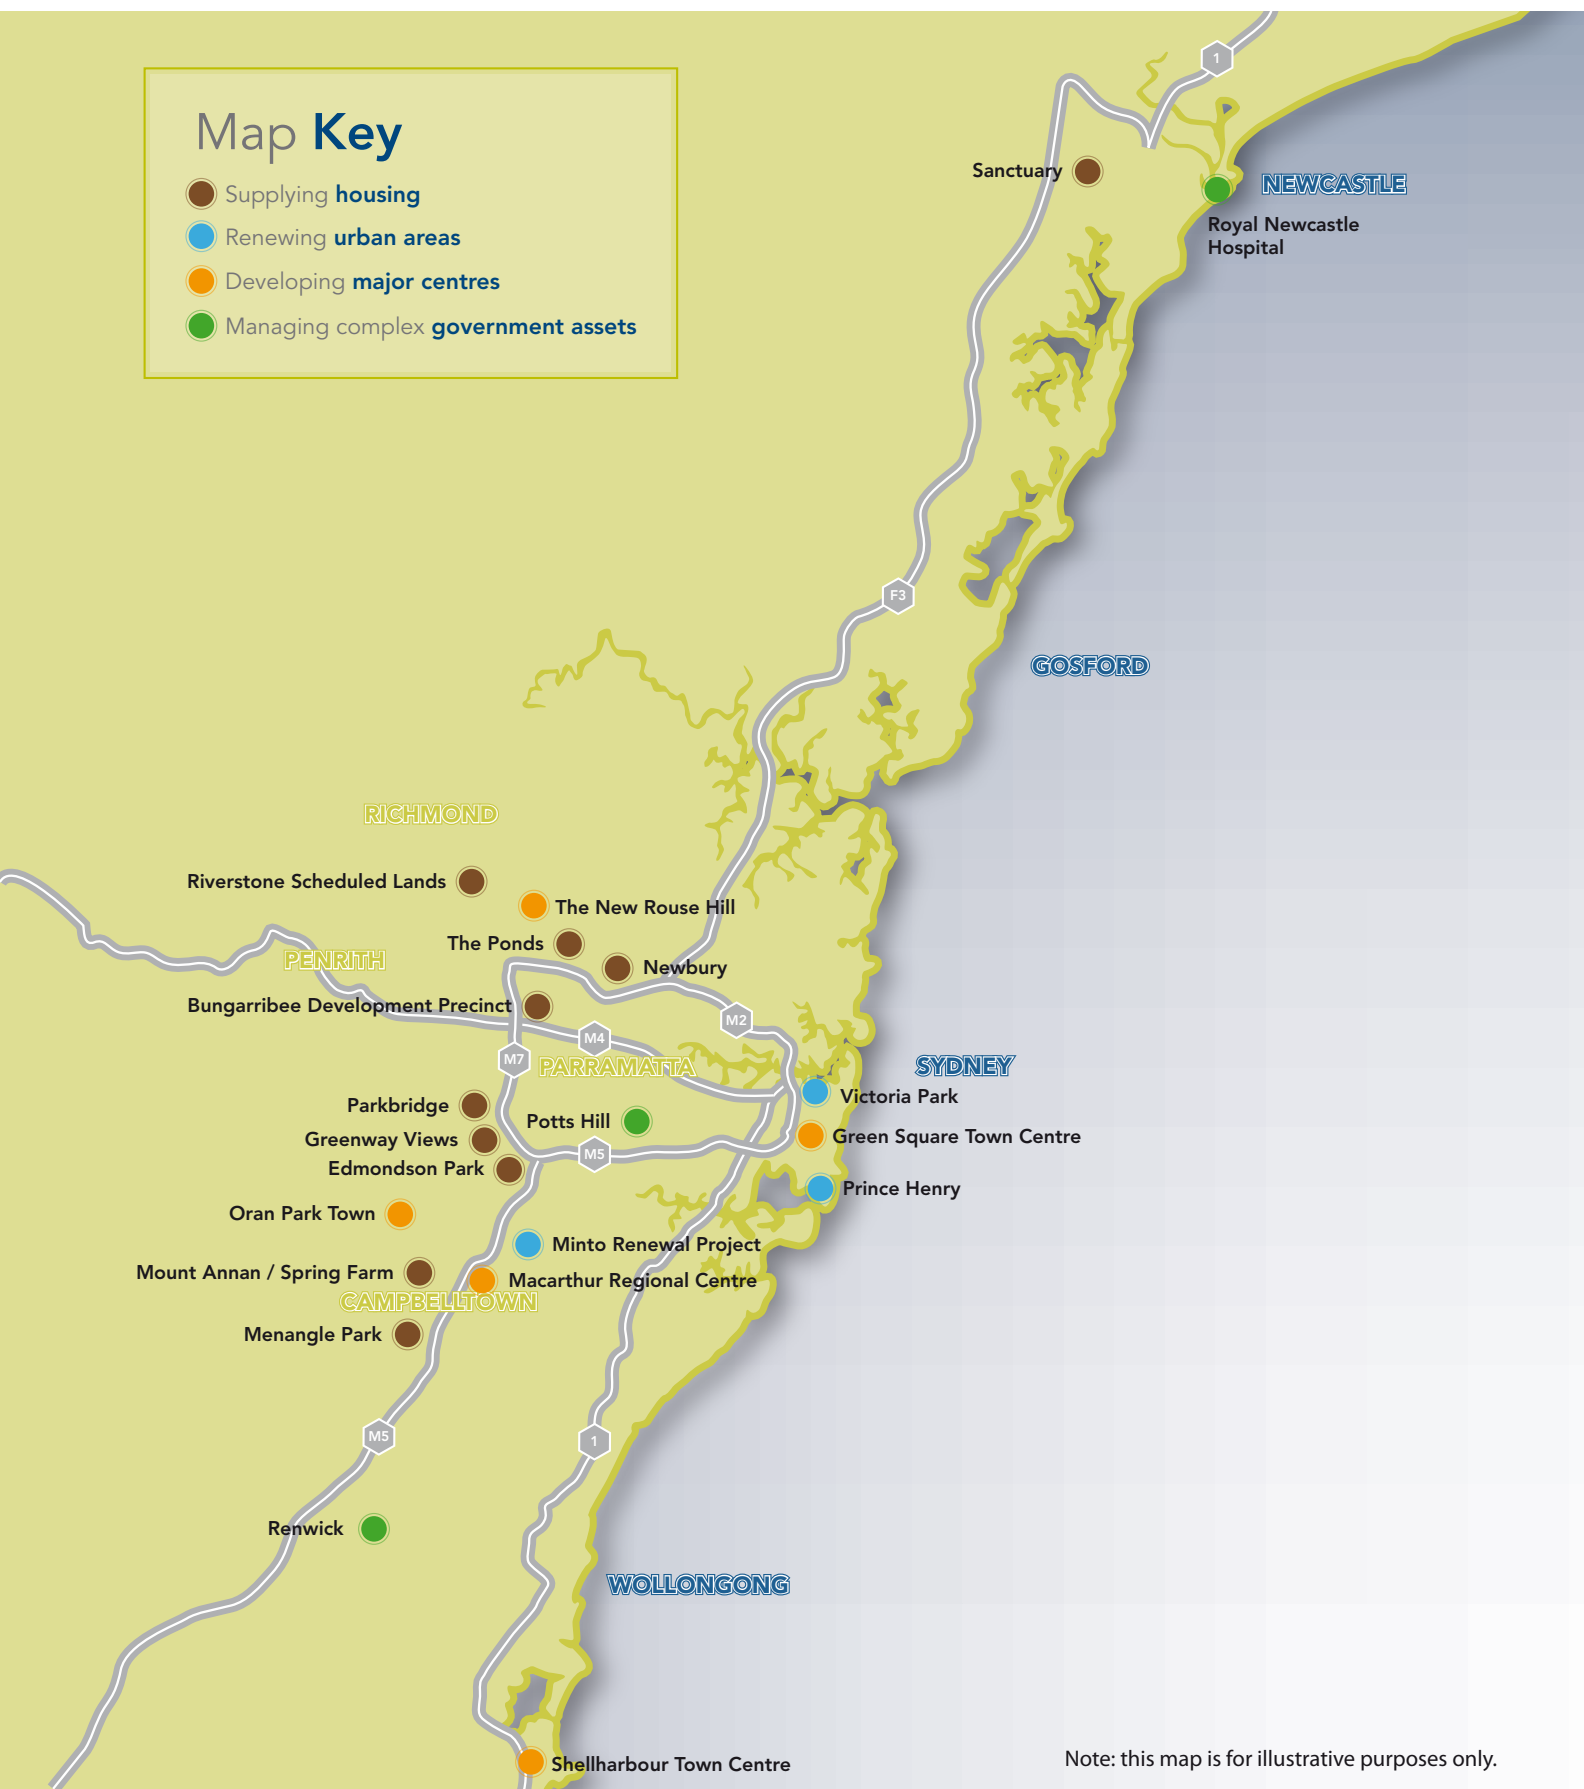 Map Key
Supplying housing
Renewing urban areas
Developing major centres
Managing complex government assets
1
Sanctuary
NEWCASTLE
Royal Newcastle
Hospital
F3
GOSFORD
RICHMOND
Riverstone Scheduled Lands
The New Rouse Hill
The Ponds
PENRITH
Newbury
Bungarribee Development Precinct
M2
M4
M7
PARRAMATTA
SYDNEY
Victoria Park
Parkbridge
Potts Hill
Green Square Town Centre
Greenway Views
M5
Edmondson Park
Prince Henry
Oran Park Town
Minto Renewal Project
Mount Annan / Spring Farm
Macarthur Regional Centre
CAMPBELLTOWN
Menangle Park
M5
1
Renwick
WOLLONGONG
Shellharbour Town Centre
Note: this map is for illustrative purposes only.